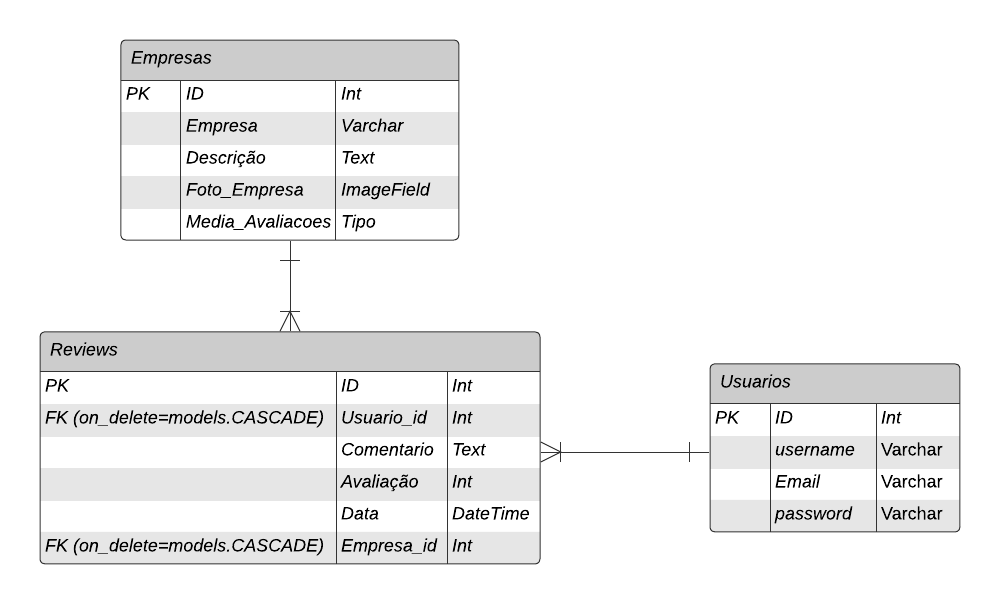 Empresas
PK ID Int
Empresa Varchar
Descrição Text
Foto_Empresa ImageField
Media_Avaliacoes Tipo
Reviews
PK ID Int
FK (on_delete=models.CASCADE) Usuario_id Int
Comentario Text
Avaliação Int
Data DateTime
FK (on_delete=models.CASCADE) Empresa_id Int
Usuarios
PK ID Int
username Varchar
Email Varchar
password Varchar